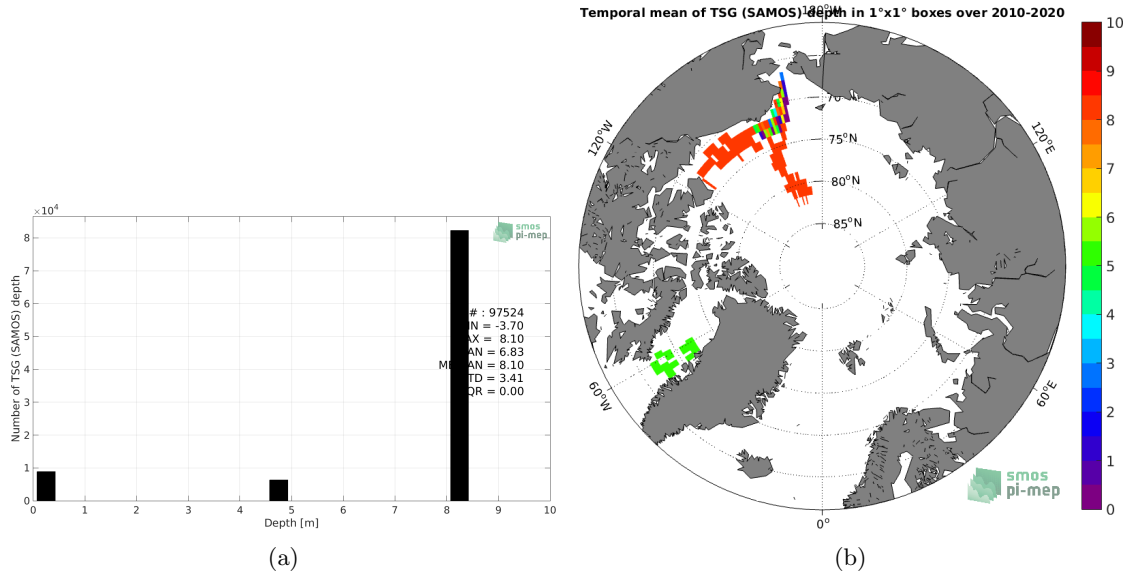 ×10⁴
8
7
6
5
4
3
2
1
0
Number of TSG (SAMOS) depth
smos
pi-mep
# : 97524
IN = -3.70
AX = 8.10
AN = 6.83
ME AN = 8.10
TD = 3.41
QR = 0.00
0 1 2 3 4 5 6 7 8 9 10
Depth [m]
(a)
Temporal mean of TSG (SAMOS) depth in 1°x1° boxes over 2010-2020
180°W
120°W
120°E
70
75°N
80°N
85°N
60°W
60°E
0°
smos
pi-mep
10
9
8
7
6
5
4
3
2
1
0
(b)